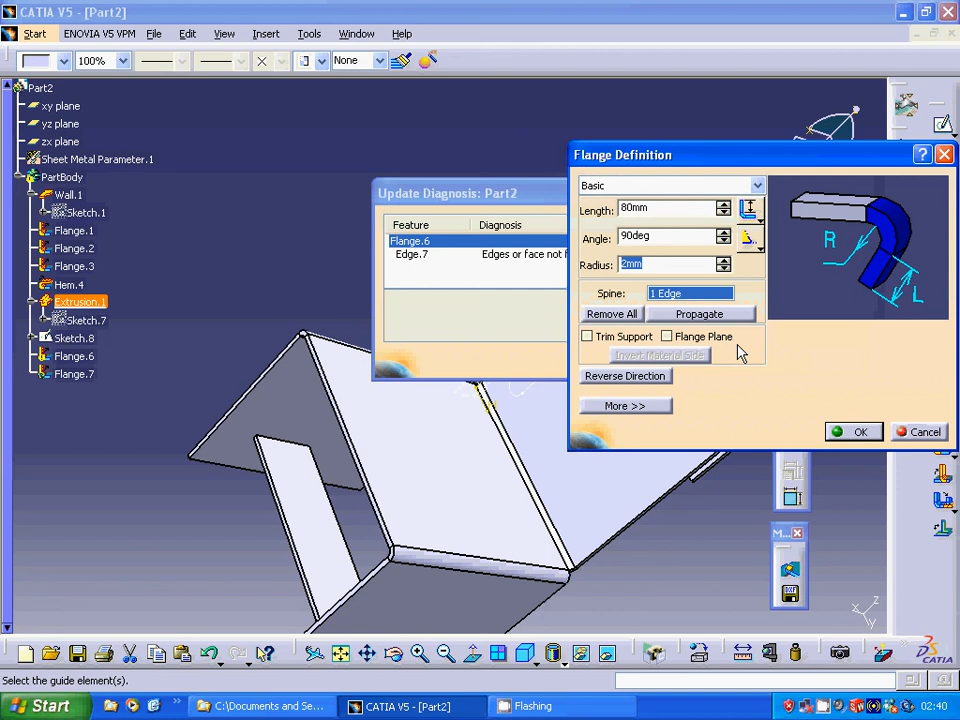 CATIA V5 - [Part2]
Start ENOVIA V5 VPM File Edit View Insert Tools Window Help
100% None
Part2
xy plane
yz plane
zx plane
Sheet Metal Parameter.1
PartBody
Wall.1
Sketch.1
Flange.1
Flange.2
Flange.3
Hem.4
Extrusion.1
Sketch.7
Sketch.8
Flange.6
Flange.7
Update Diagnosis: Part2
Feature Diagnosis
Flange.6
Edge.7 Edges or face not f
Flange Definition
Basic
Length: 80mm
Angle: 90deg
Radius: 2mm
Spine: 1 Edge
Remove All Propagate
Trim Support Flange Plane
Invert Material Side
Reverse Direction
More >>
OK Cancel
R
L
M...
z
x
y
CATIA
Select the guide element(s).
Start C:\Documents and Se... CATIA V5 - [Part2] Flashing 02:40